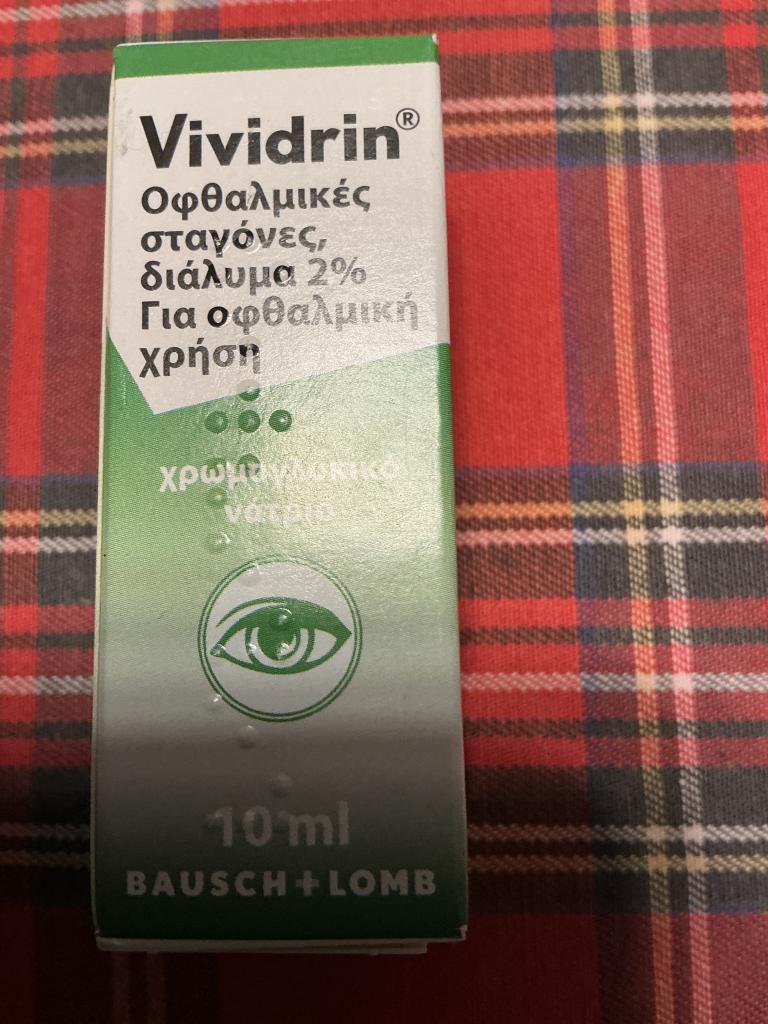 Vividrin®
Οφθαλμικές
σταγόνες,
διάλυμα 2%
Για οφθαλμική
χρήση
χρωμογλυκικό
νάτριο
10 ml
BAUSCH + LOMB